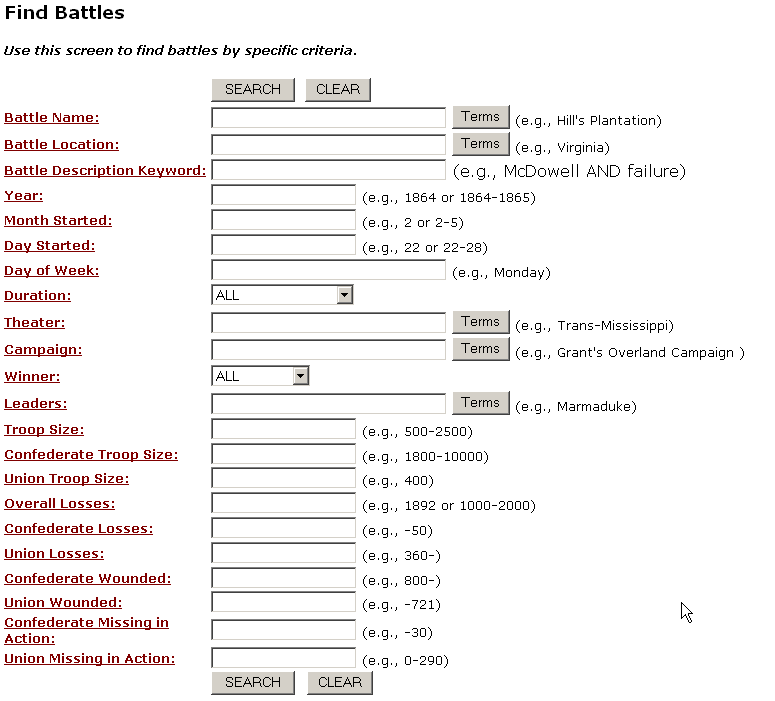 Find Battles
Use this screen to find battles by specific criteria.
SEARCH CLEAR
Battle Name: Terms (e.g., Hill's Plantation)
Battle Location: Terms (e.g., Virginia)
Battle Description Keyword: (e.g., McDowell AND failure)
Year: (e.g., 1864 or 1864-1865)
Month Started: (e.g., 2 or 2-5)
Day Started: (e.g., 22 or 22-28)
Day of Week: (e.g., Monday)
Duration: ALL
Theater: Terms (e.g., Trans-Mississippi)
Campaign: Terms (e.g., Grant's Overland Campaign )
Winner: ALL
Leaders: Terms (e.g., Marmaduke)
Troop Size: (e.g., 500-2500)
Confederate Troop Size: (e.g., 1800-10000)
Union Troop Size: (e.g., 400)
Overall Losses: (e.g., 1892 or 1000-2000)
Confederate Losses: (e.g., -50)
Union Losses: (e.g., 360-)
Confederate Wounded: (e.g., 800-)
Union Wounded: (e.g., -721)
Confederate Missing in
Action: (e.g., -30)
Union Missing in Action: (e.g., 0-290)
SEARCH CLEAR